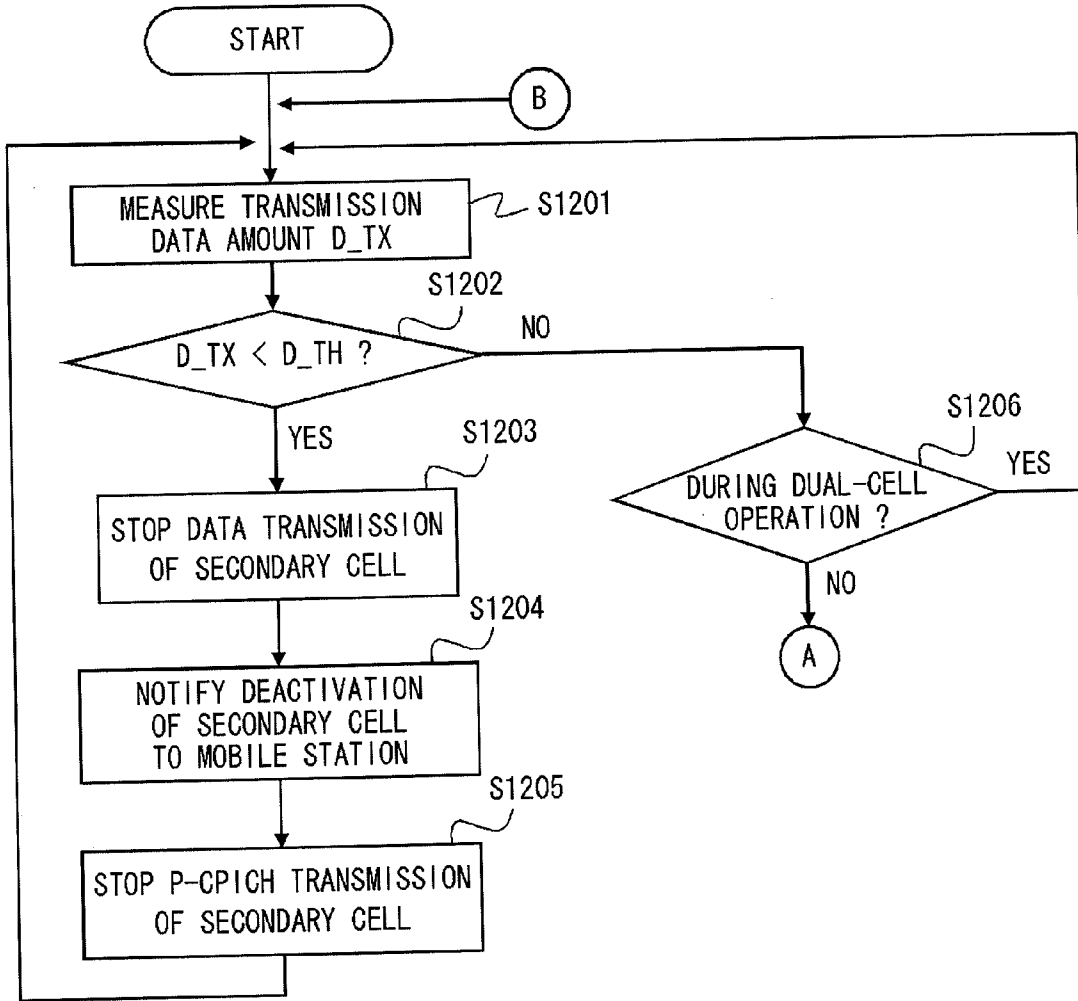 START
B
MEASURE TRANSMISSION
DATA AMOUNT D_TX
S1201
S1202
D_TX < D_TH ?
NO
YES
S1203
STOP DATA TRANSMISSION
OF SECONDARY CELL
S1204
NOTIFY DEACTIVATION
OF SECONDARY CELL
TO MOBILE STATION
S1205
STOP P-CPICH TRANSMISSION
OF SECONDARY CELL
S1206
DURING DUAL-CELL
OPERATION ?
YES
NO
A